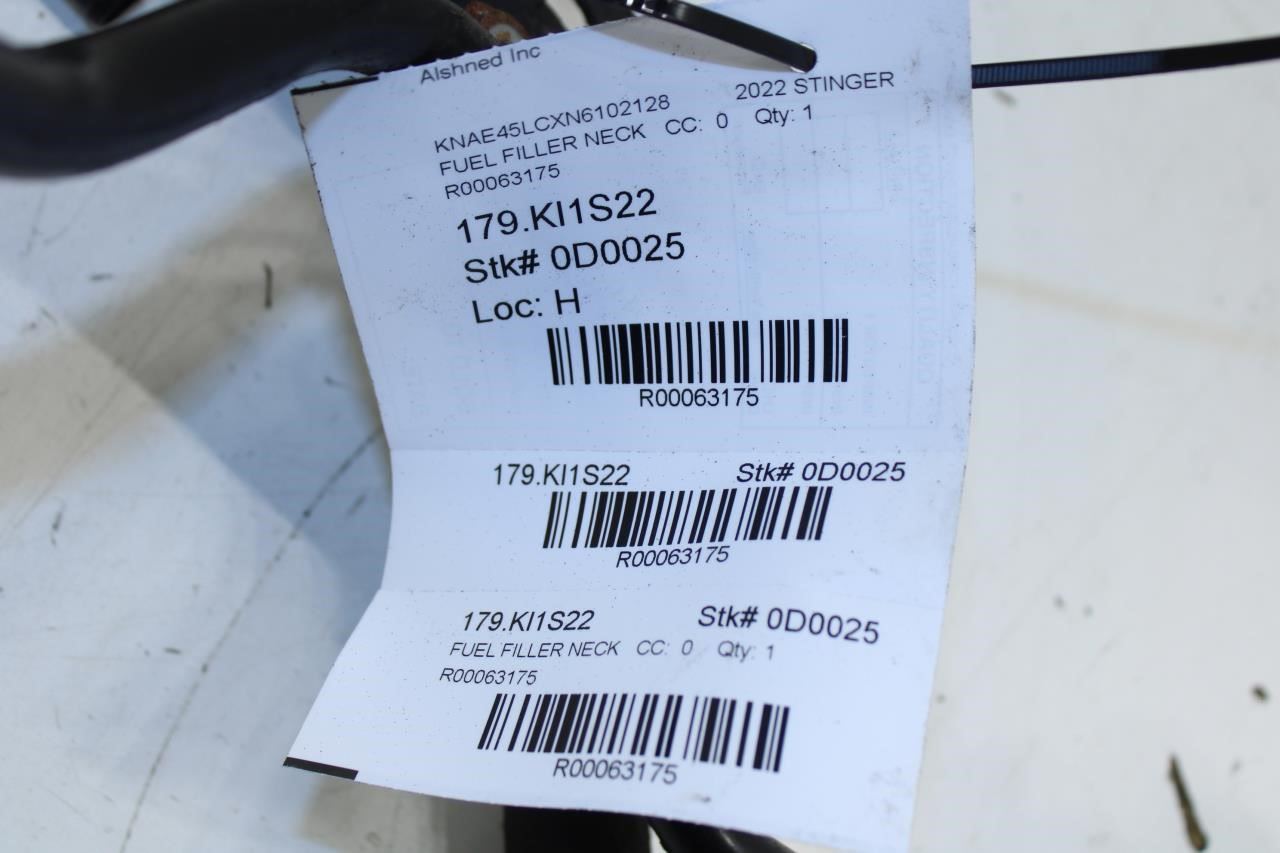 Alshned Inc
KNAE45LCXN6102128 2022 STINGER
FUEL FILLER NECK CC: 0 Qty: 1
R00063175
179.KI1S22
Stk# 0D0025
Loc: H
R00063175
179.KI1S22 Stk# 0D0025
R00063175
179.KI1S22 Stk# 0D0025
FUEL FILLER NECK CC: 0 Qty: 1
R00063175
R00063175